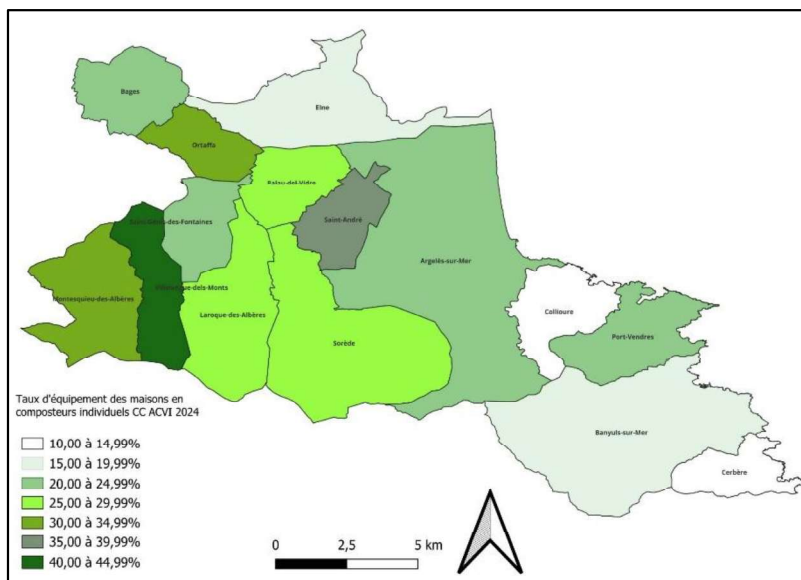 Bages
Elne
Ortaffa
Palau-del-Vidre
Saint-Génis-des-Fontaines
Saint-André
Argelès-sur-Mer
Montesquieu-des-Albères
Villelongue-dels-Monts
Laroque-des-Albères
Sorède
Collioure
Port-Vendres
Banyuls-sur-Mer
Cerbère
Taux d'équipement des maisons en
composteurs individuels CC ACVI 2024
10,00 à 14,99%
15,00 à 19,99%
20,00 à 24,99%
25,00 à 29,99%
30,00 à 34,99%
35,00 à 39,99%
40,00 à 44,99%
0 2,5 5 km